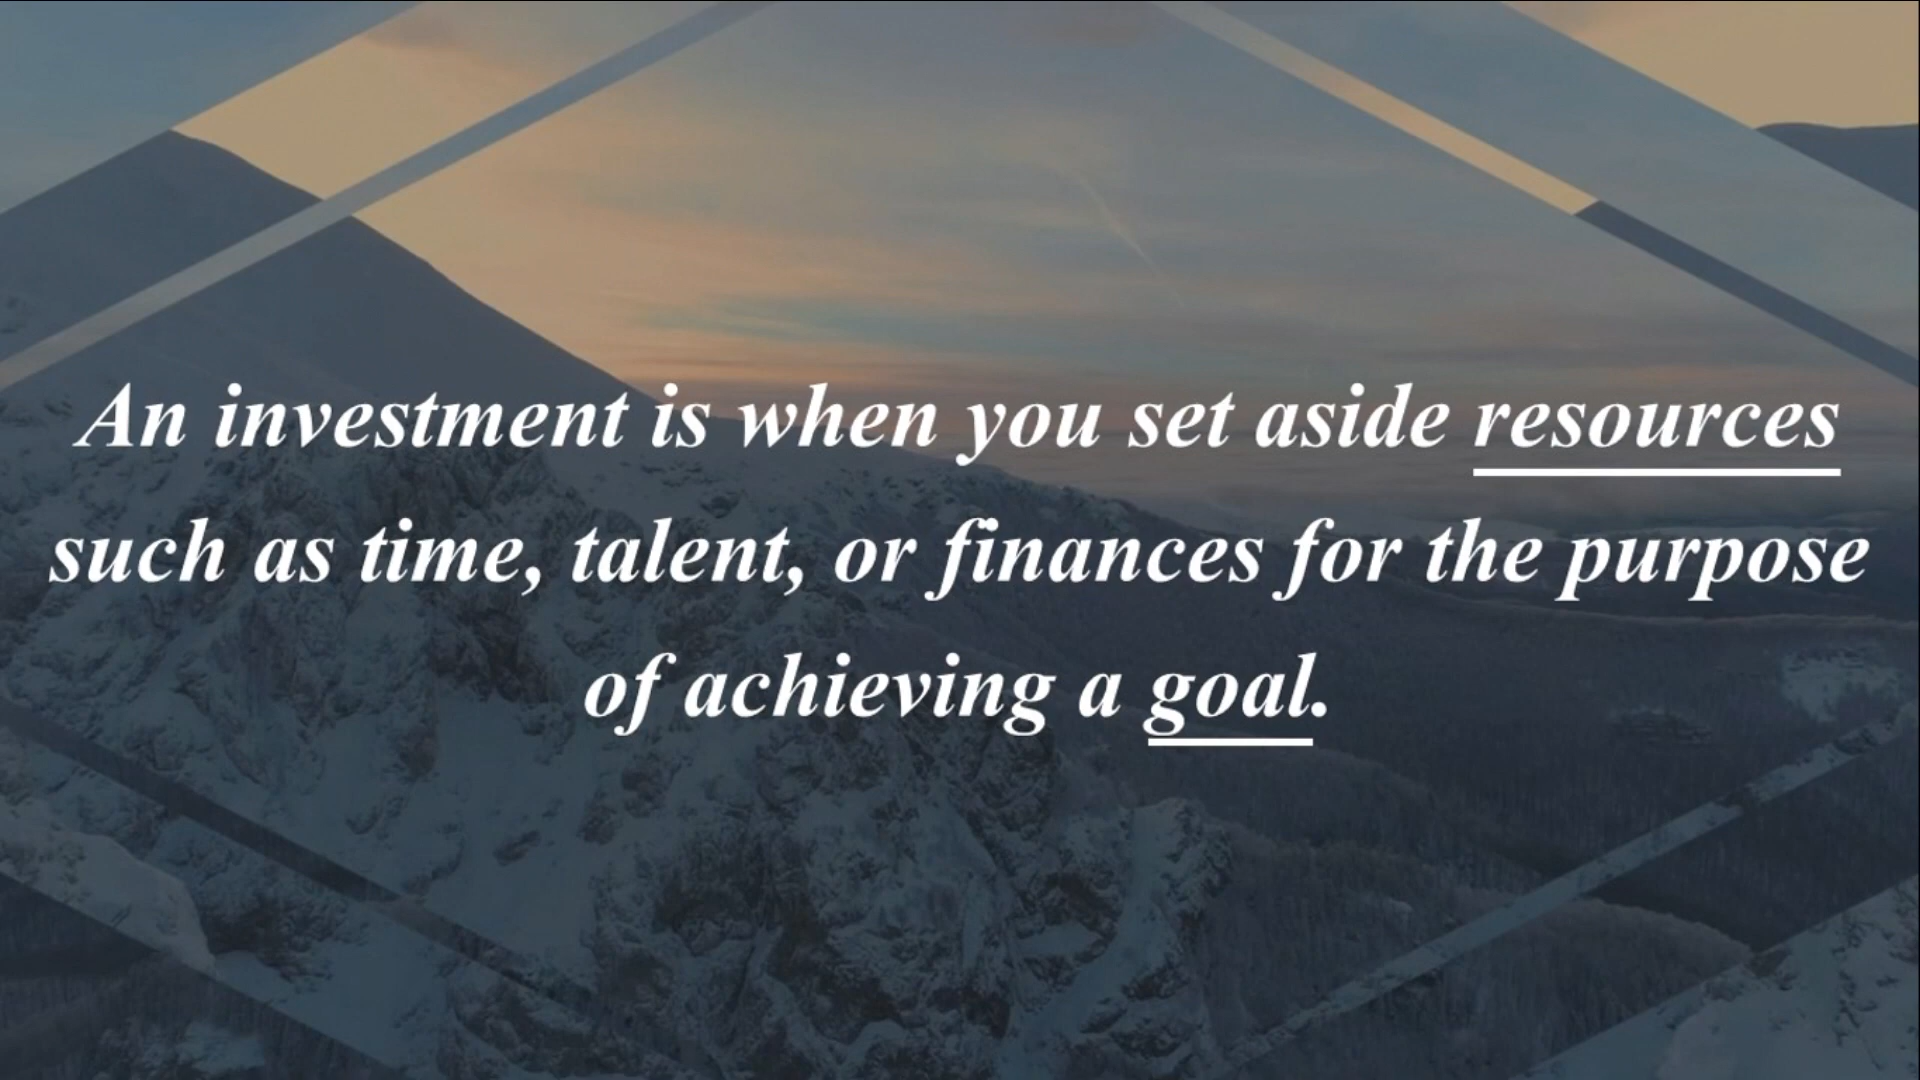 An investment is when you set aside resources
such as time, talent, or finances for the purpose
of achieving a goal.